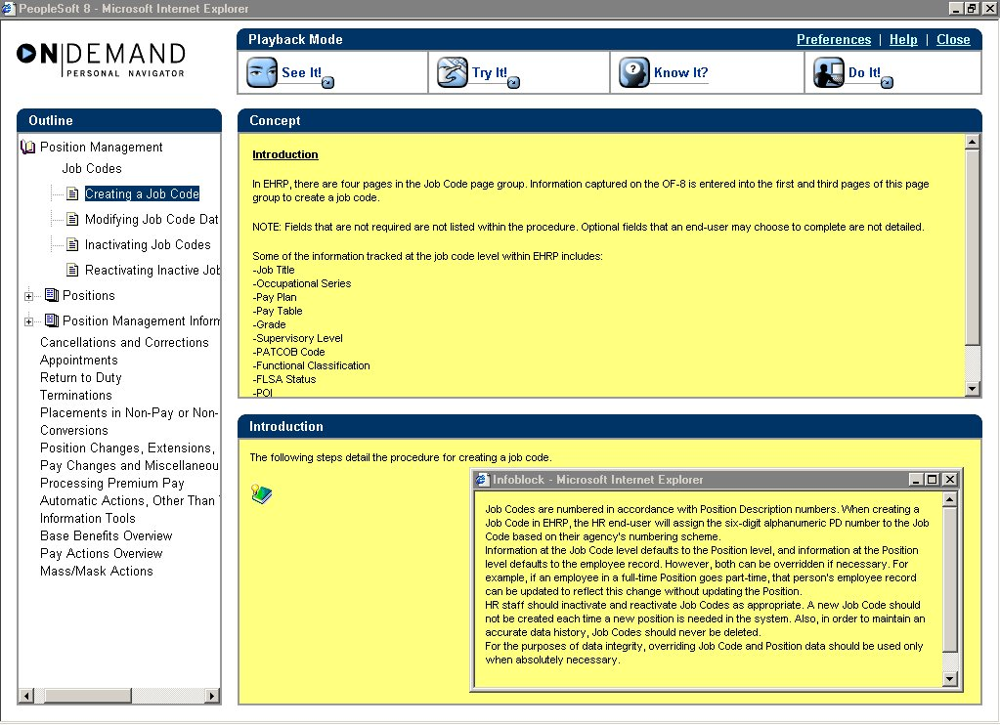 PeopleSoft 8 - Microsoft Internet Explorer
ON|DEMAND
PERSONAL NAVIGATOR
Playback Mode
Preferences | Help | Close
See It!
Try It!
Know It?
Do It!
Outline
Position Management
Job Codes
Creating a Job Code
Modifying Job Code Dat
Inactivating Job Codes
Reactivating Inactive Job
Positions
Position Management Inform
Cancellations and Corrections
Appointments
Return to Duty
Terminations
Placements in Non-Pay or Non-
Conversions
Position Changes, Extensions,
Pay Changes and Miscellaneou
Processing Premium Pay
Automatic Actions, Other Than
Information Tools
Base Benefits Overview
Pay Actions Overview
Mass/Mask Actions
Concept
Introduction
In EHRP, there are four pages in the Job Code page group. Information captured on the OF-8 is entered into the first and third pages of this page
group to create a job code.
NOTE: Fields that are not required are not listed within the procedure. Optional fields that an end-user may choose to complete are not detailed.
Some of the information tracked at the job code level within EHRP includes:
-Job Title
-Occupational Series
-Pay Plan
-Pay Table
-Grade
-Supervisory Level
-PATCOB Code
-Functional Classification
-FLSA Status
-POI
Introduction
The following steps detail the procedure for creating a job code.
Infoblock - Microsoft Internet Explorer
Job Codes are numbered in accordance with Position Description numbers. When creating a
Job Code in EHRP, the HR end-user will assign the six-digit alphanumeric PD number to the Job
Code based on their agency's numbering scheme.
Information at the Job Code level defaults to the Position level, and information at the Position
level defaults to the employee record. However, both can be overridden if necessary. For
example, if an employee in a full-time Position goes part-time, that person's employee record
can be updated to reflect this change without updating the Position.
HR staff should inactivate and reactivate Job Codes as appropriate. A new Job Code should
not be created each time a new position is needed in the system. Also, in order to maintain an
accurate data history, Job Codes should never be deleted.
For the purposes of data integrity, overriding Job Code and Position data should be used only
when absolutely necessary.